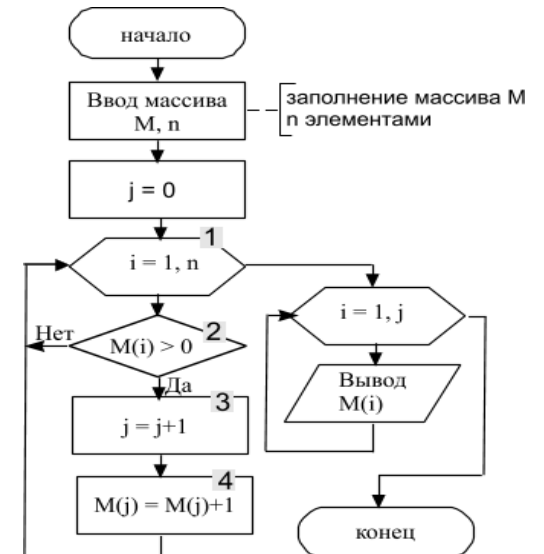 начало
Ввод массива
M, n
заполнение массива M
n элементами
j = 0
1
i = 1, n
i = 1, j
Нет
2
M(i) > 0
Да
Вывод
M(i)
3
j = j+1
4
M(j) = M(j)+1
конец